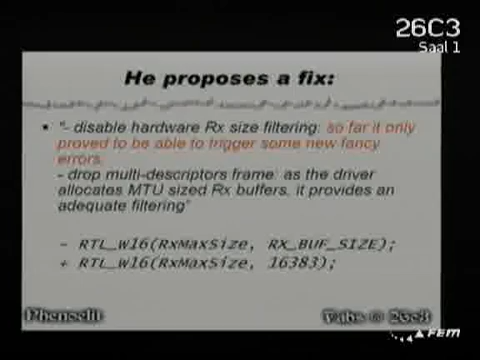 26C3
Saal 1
He proposes a fix:
• "- disable hardware Rx size filtering: so far it only
proved to be able to trigger some new fancy
errors
- drop multi-descriptors frame: as the driver
allocates MTU sized Rx buffers, it provides an
adequate filtering"
- RTL_W16(RxMaxSize, RX_BUF_SIZE);
+ RTL_W16(RxMaxSize, 16383);
Phenoelit
@ 26c3
FEM